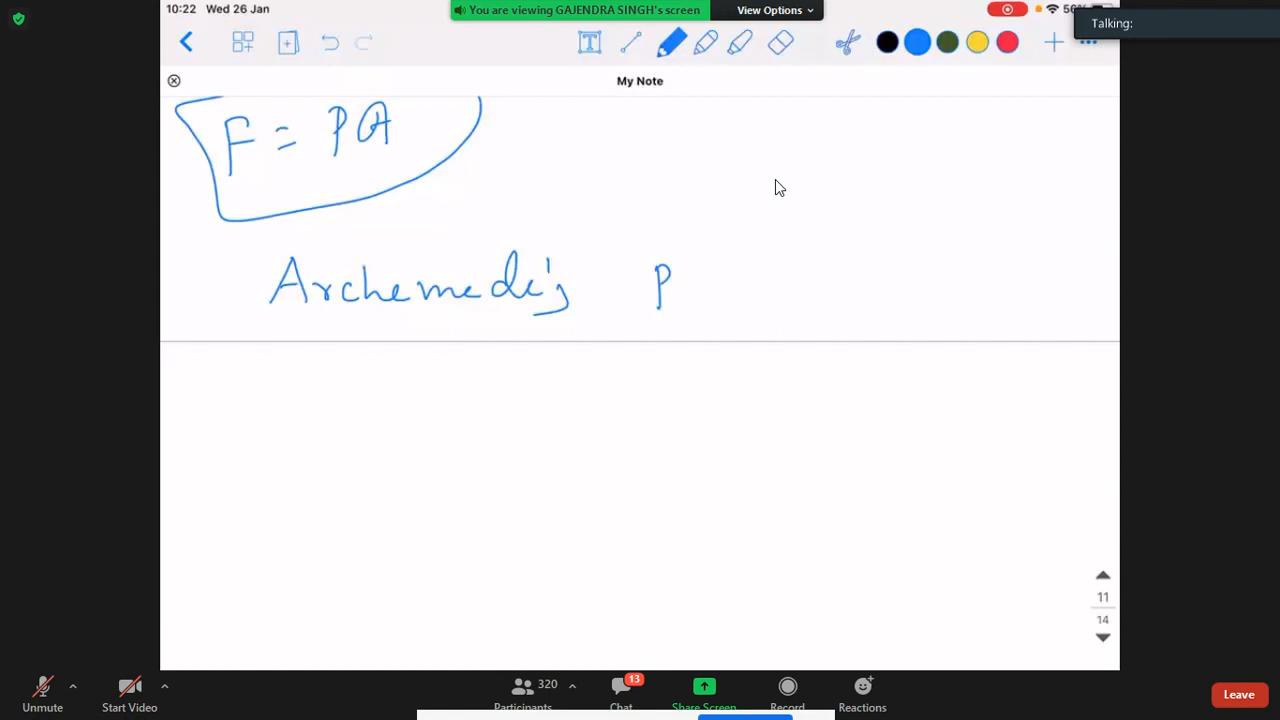 10:22 Wed 26 Jan
You are viewing GAJENDRA SINGH's screen
View Options
Talking:
My Note
F = PA
Archemede's P
11
14
Unmute
Start Video
320
Participants
13
Chat
Share Screen
Record
Reactions
Leave